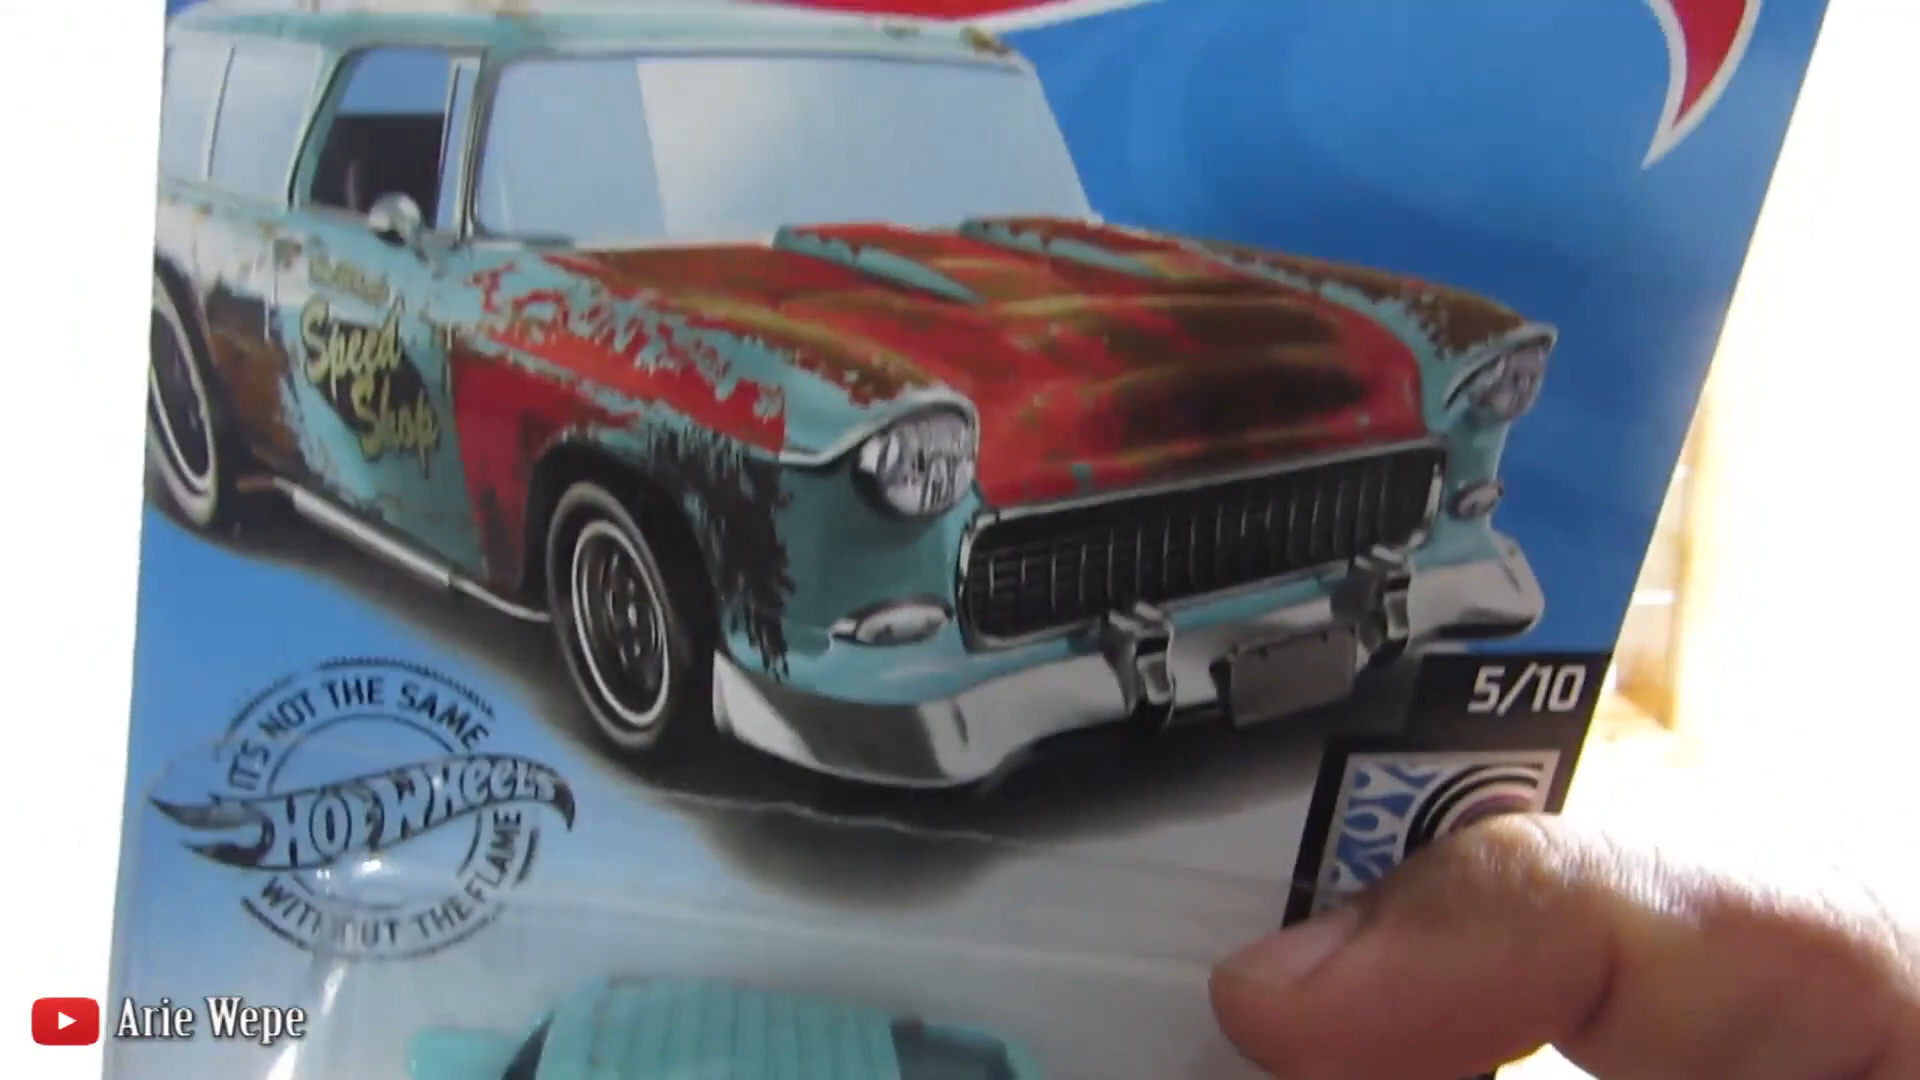 Speed
Shop
5/10
IT'S NOT THE SAME
HOT WHEELS
WITHOUT THE FLAME
Arie Wepe